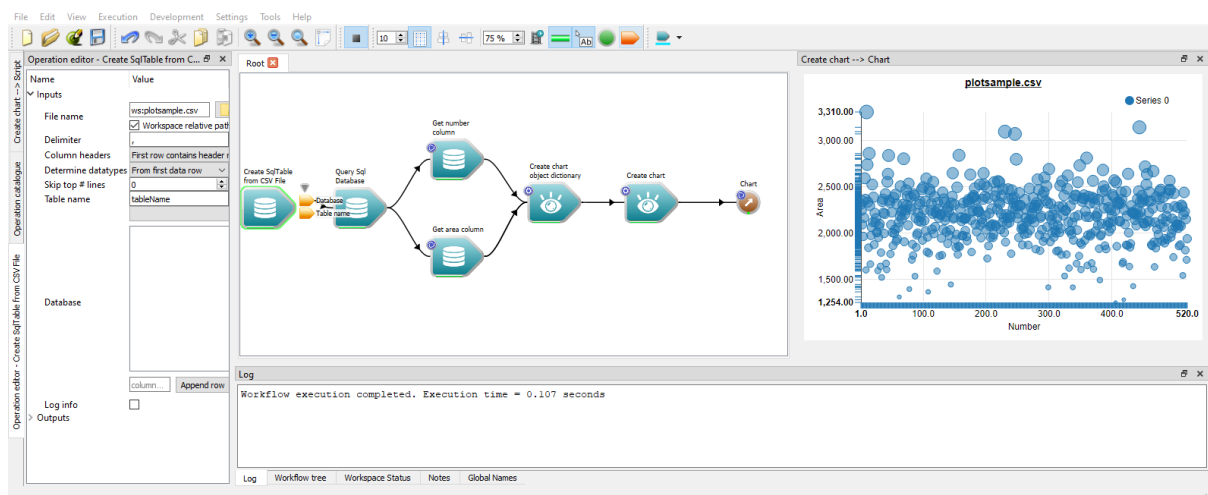 File Edit View Execution Development Settings Tools Help
10
75 %
Ab
Create chart --> Script
Operation catalogue
Operation editor - Create SqlTable from CSV File
Operation editor - Create SqlTable from C...
Name Value
Inputs
File name ws:plotsample.csv
Workspace relative path
Delimiter ,
Column headers First row contains header r
Determine datatypes From first data row
Skip top # lines 0
Table name tableName
Database
column... Append row
Log info
Outputs
Root
Create SqlTable
from CSV File
Database
Table name
Query Sql
Database
Get number
column
Get area column
Create chart
object dictionary
Create chart
Chart
Create chart --> Chart
plotsample.csv
Series 0
3,310.00
3,000.00
2,500.00
2,000.00
1,500.00
1,254.00
Area
1.0 100.0 200.0 300.0 400.0 520.0
Number
Log
Workflow execution completed. Execution time = 0.107 seconds
Log Workflow tree Workspace Status Notes Global Names